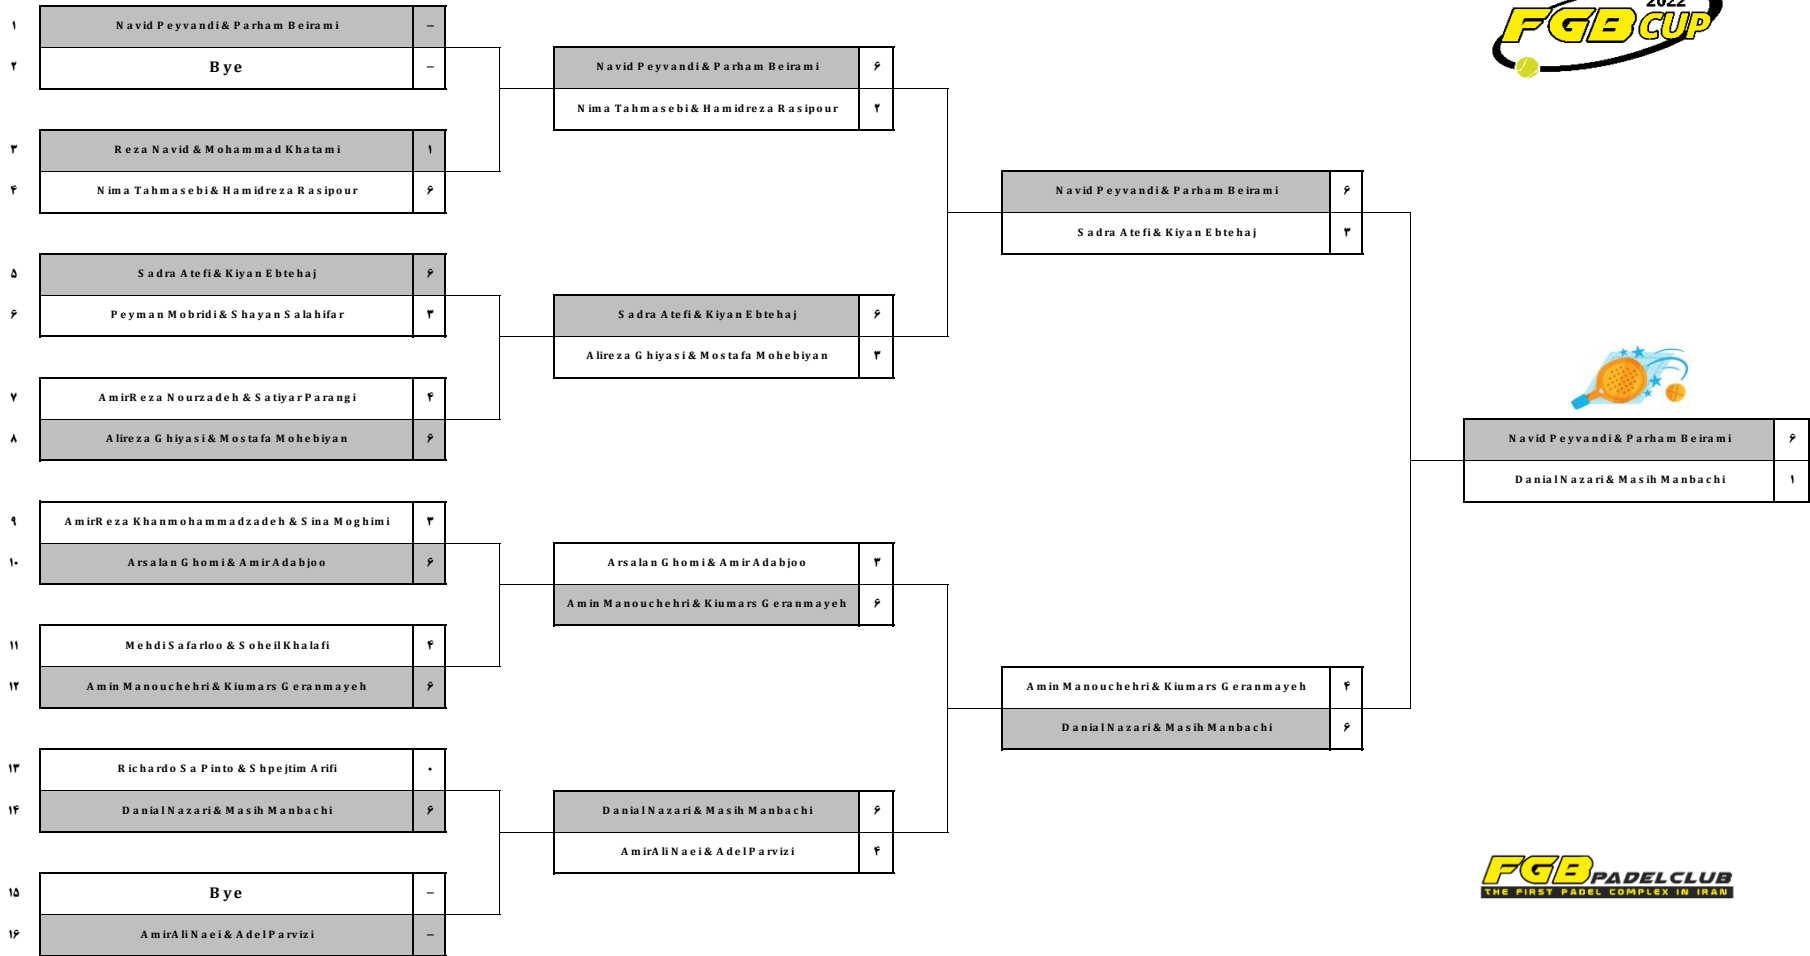 2022
FGB CUP
۱ Navid Peyvandi & Parham Beirami –
۲ Bye –
۳ Reza Navid & Mohammad Khatami ۱
۴ Nima Tahmasebi & Hamidreza Rasipour ۶
۵ Sadra Atefi & Kiyan Ebtehaj ۶
۶ Peyman Mobridi & Shayan Salahifar ۳
۷ AmirReza Nourzadeh & Satiyar Parangi ۴
۸ Alireza Ghiyasi & Mostafa Mohebiyan ۶
۹ AmirReza Khanmohammadzadeh & Sina Moghimi ۳
۱۰ Arsalan Ghomi & Amir Adabjoo ۶
۱۱ Mehdi Safarloo & Soheil Khalafi ۴
۱۲ Amin Manouchehri & Kiumars Geranmayeh ۶
۱۳ Richardo Sa Pinto & Shpejtim Arifi ۰
۱۴ Danial Nazari & Masih Manbachi ۶
۱۵ Bye –
۱۶ AmirAli Naei & Adel Parvizi –
Navid Peyvandi & Parham Beirami ۶
Nima Tahmasebi & Hamidreza Rasipour ۲
Sadra Atefi & Kiyan Ebtehaj ۶
Alireza Ghiyasi & Mostafa Mohebiyan ۳
Arsalan Ghomi & Amir Adabjoo ۳
Amin Manouchehri & Kiumars Geranmayeh ۶
Danial Nazari & Masih Manbachi ۶
AmirAli Naei & Adel Parvizi ۴
Navid Peyvandi & Parham Beirami ۶
Sadra Atefi & Kiyan Ebtehaj ۳
Amin Manouchehri & Kiumars Geranmayeh ۴
Danial Nazari & Masih Manbachi ۶
Navid Peyvandi & Parham Beirami ۶
Danial Nazari & Masih Manbachi ۱
FGB PADEL CLUB
THE FIRST PADEL COMPLEX IN IRAN